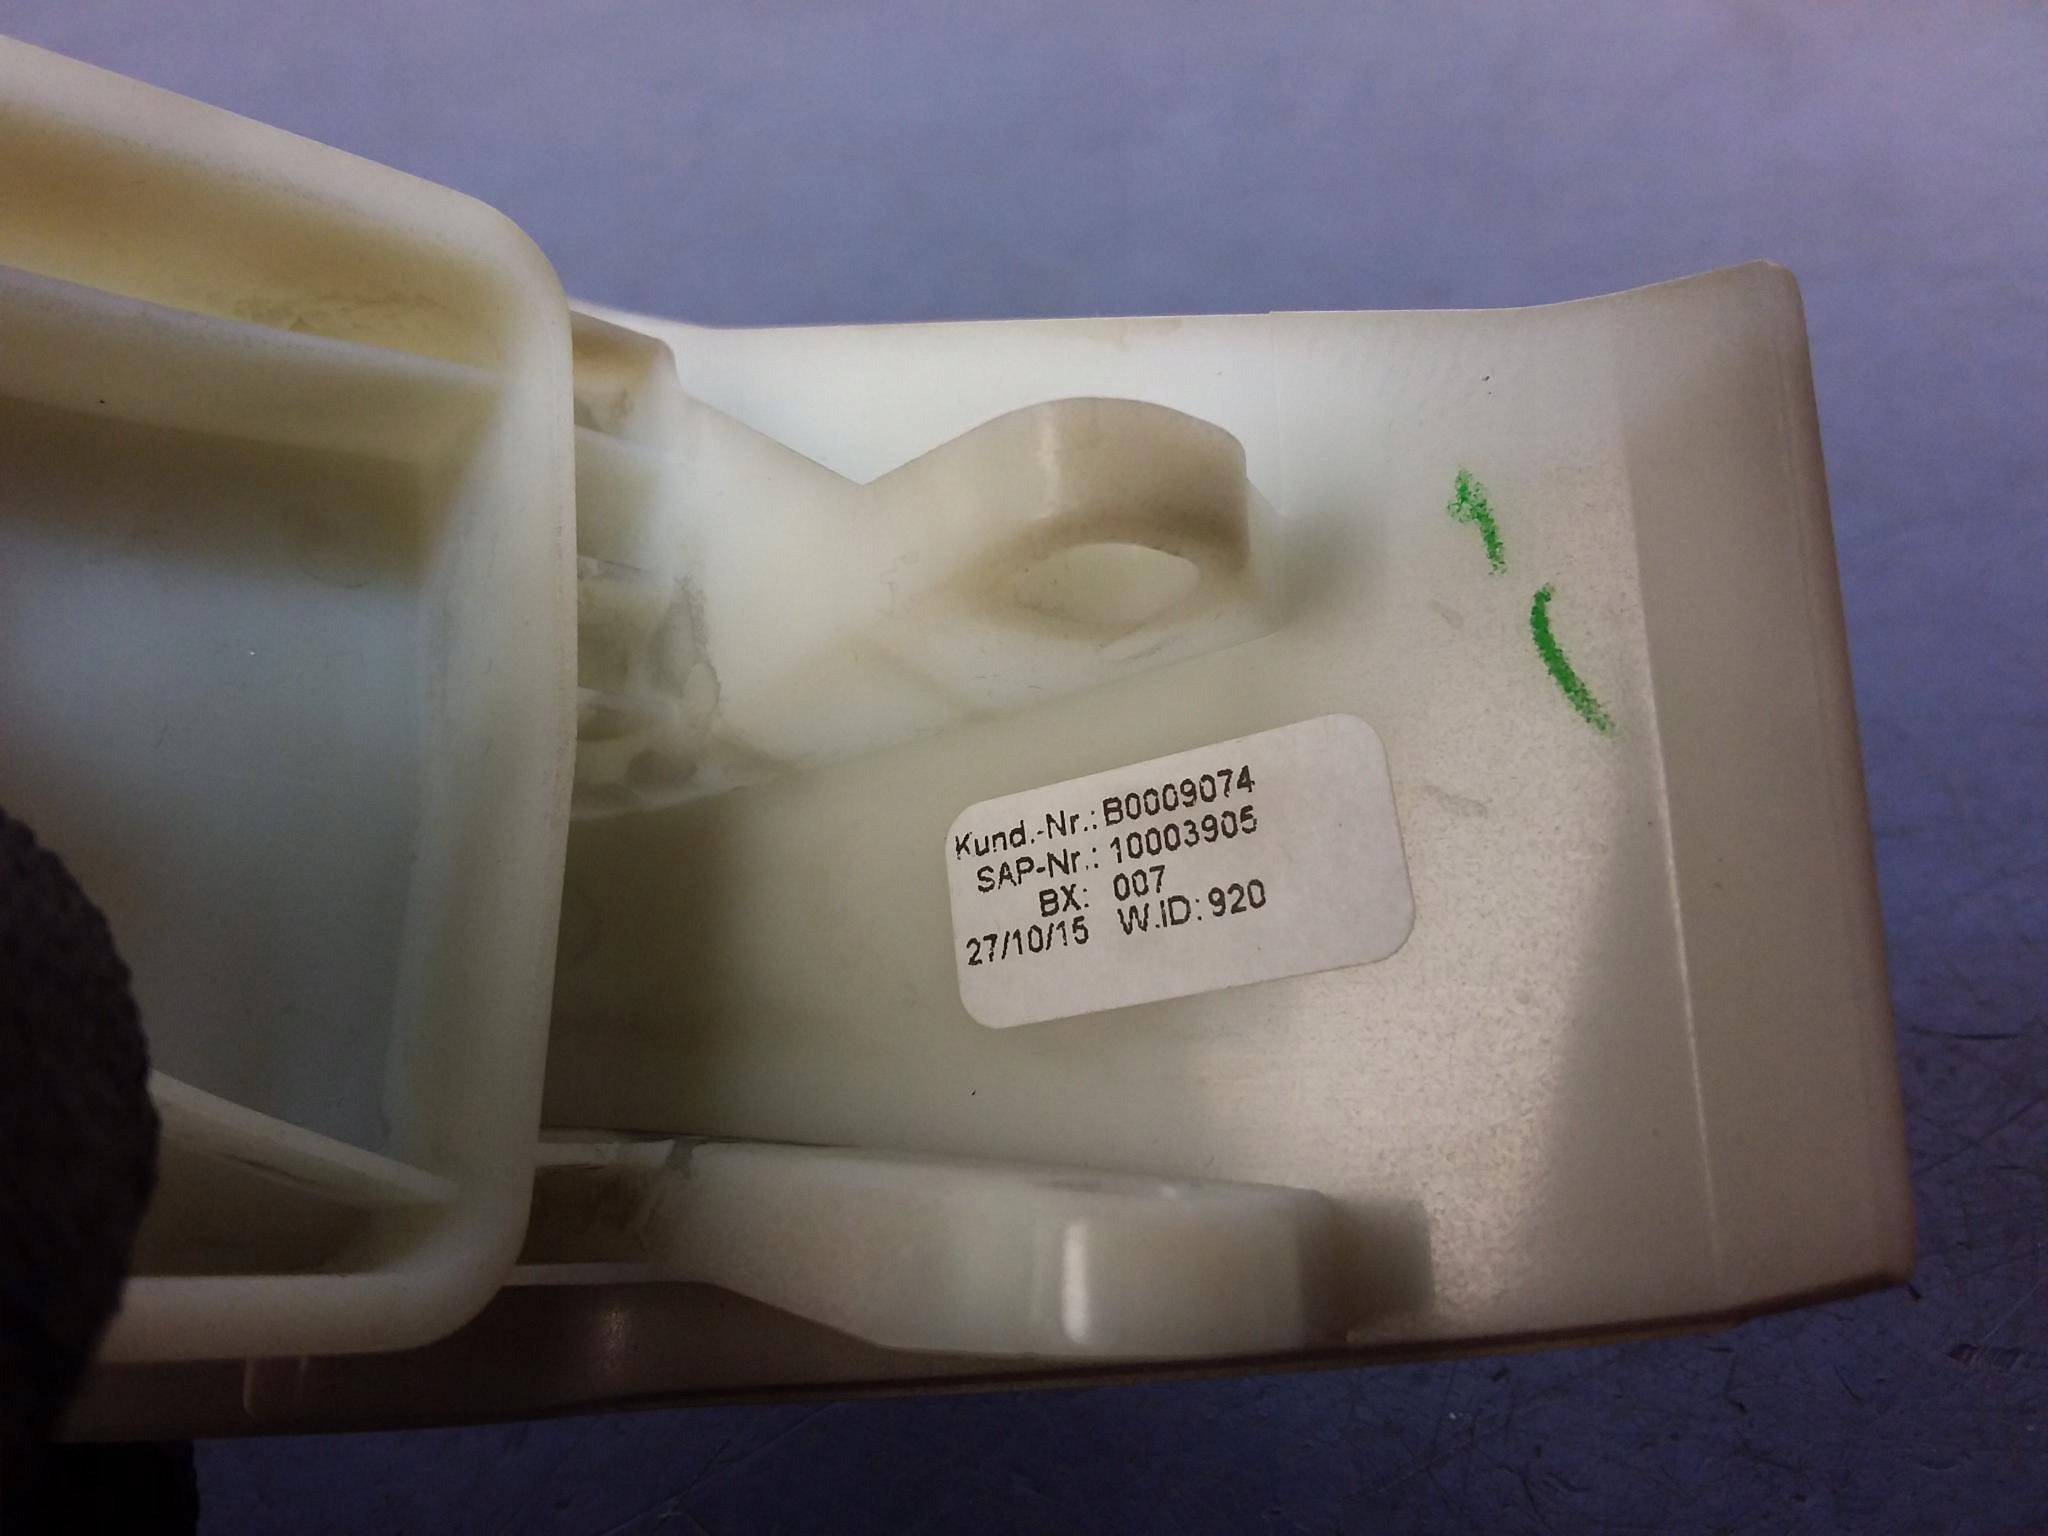 Kund.-Nr.: B0009074
SAP-Nr.: 10003905
BX: 007
27/10/15 W.ID: 920